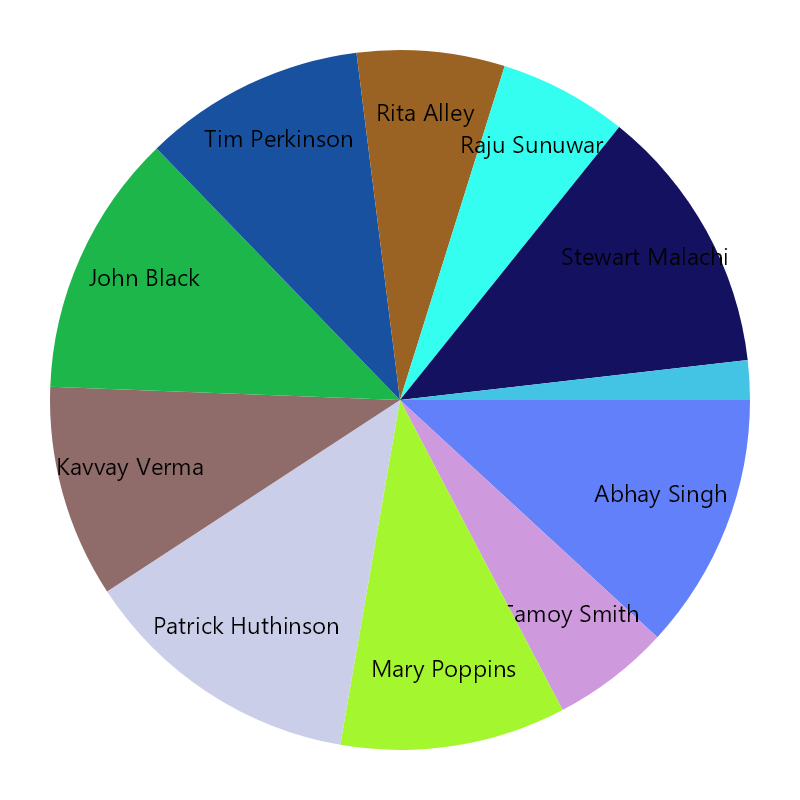 Rita Alley
Tim Perkinson
Raju Sunuwar
Stewart Malachi
John Black
Kavvay Verma
Abhay Singh
Tamoy Smith
Patrick Huthinson
Mary Poppins